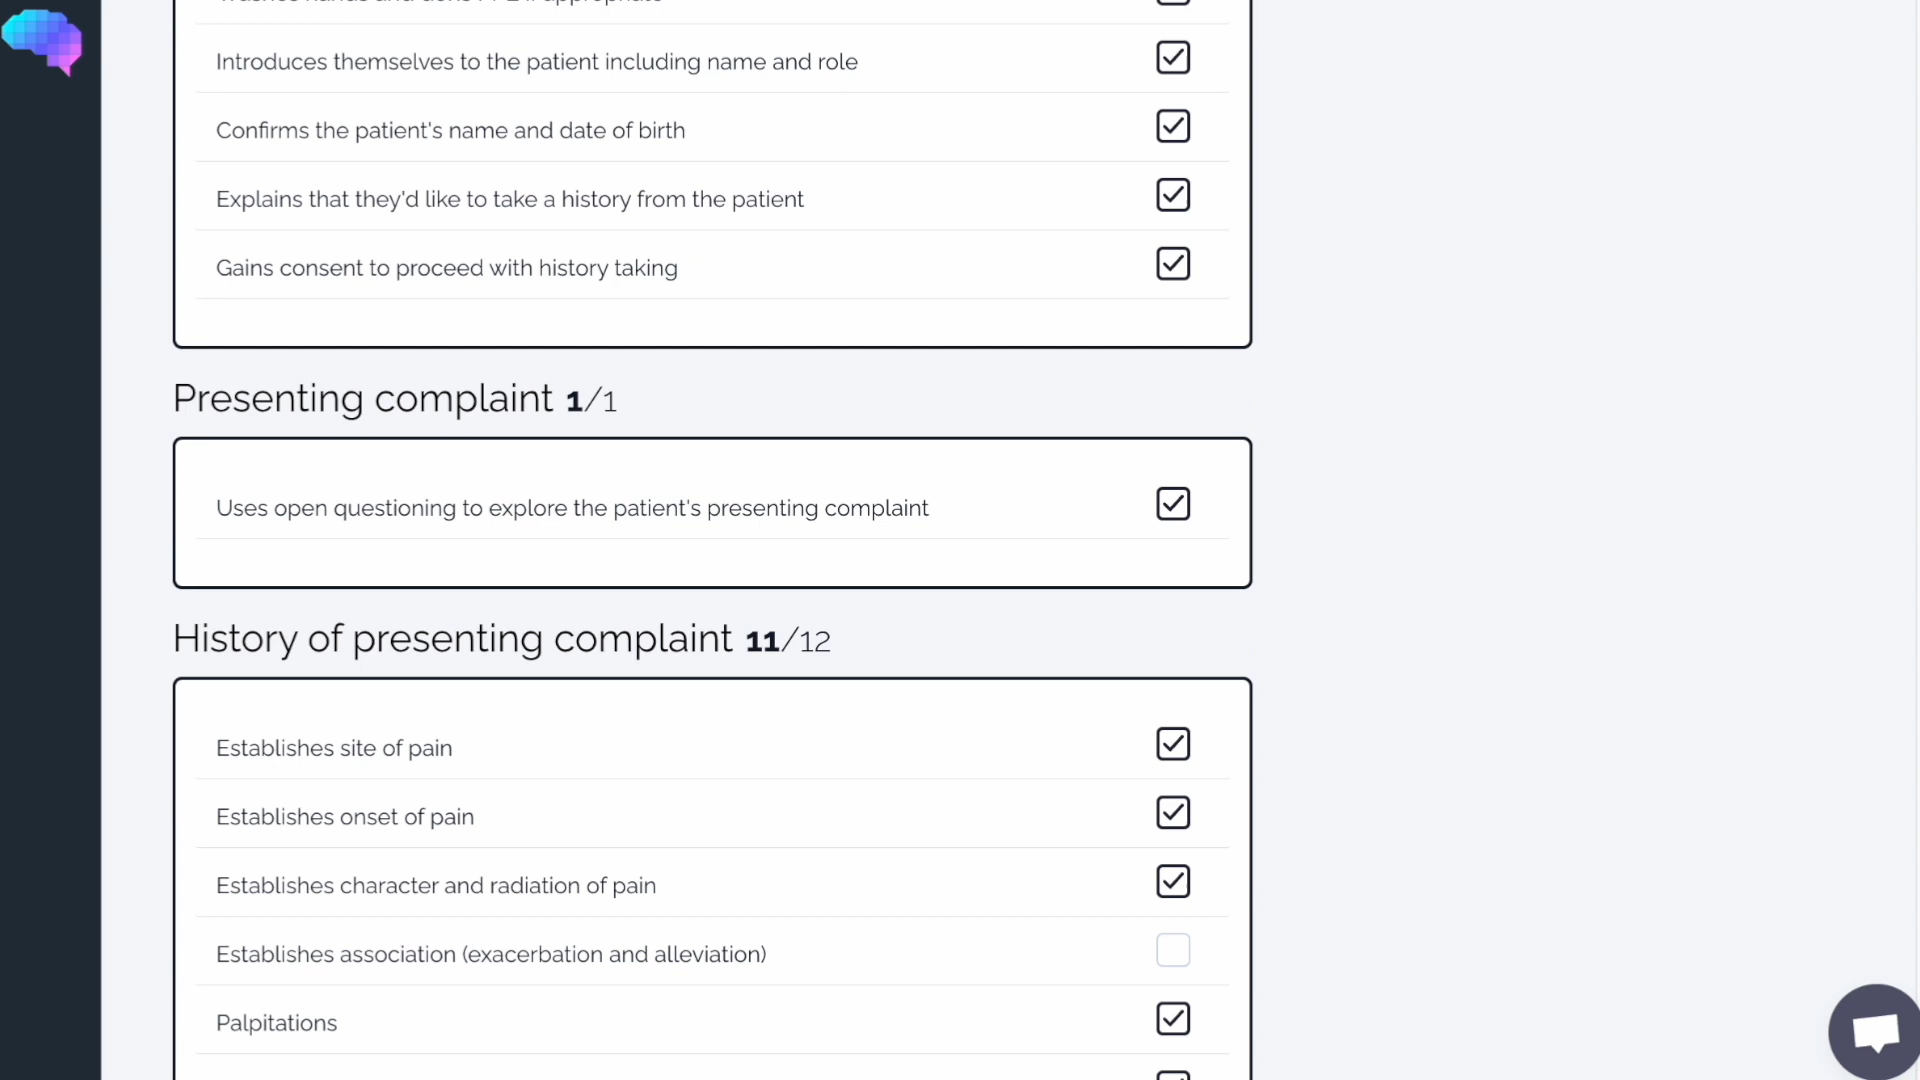 Introduces themselves to the patient including name and role
Confirms the patient's name and date of birth
Explains that they'd like to take a history from the patient
Gains consent to proceed with history taking
Presenting complaint 1/1
Uses open questioning to explore the patient's presenting complaint
History of presenting complaint 11/12
Establishes site of pain
Establishes onset of pain
Establishes character and radiation of pain
Establishes association (exacerbation and alleviation)
Palpitations